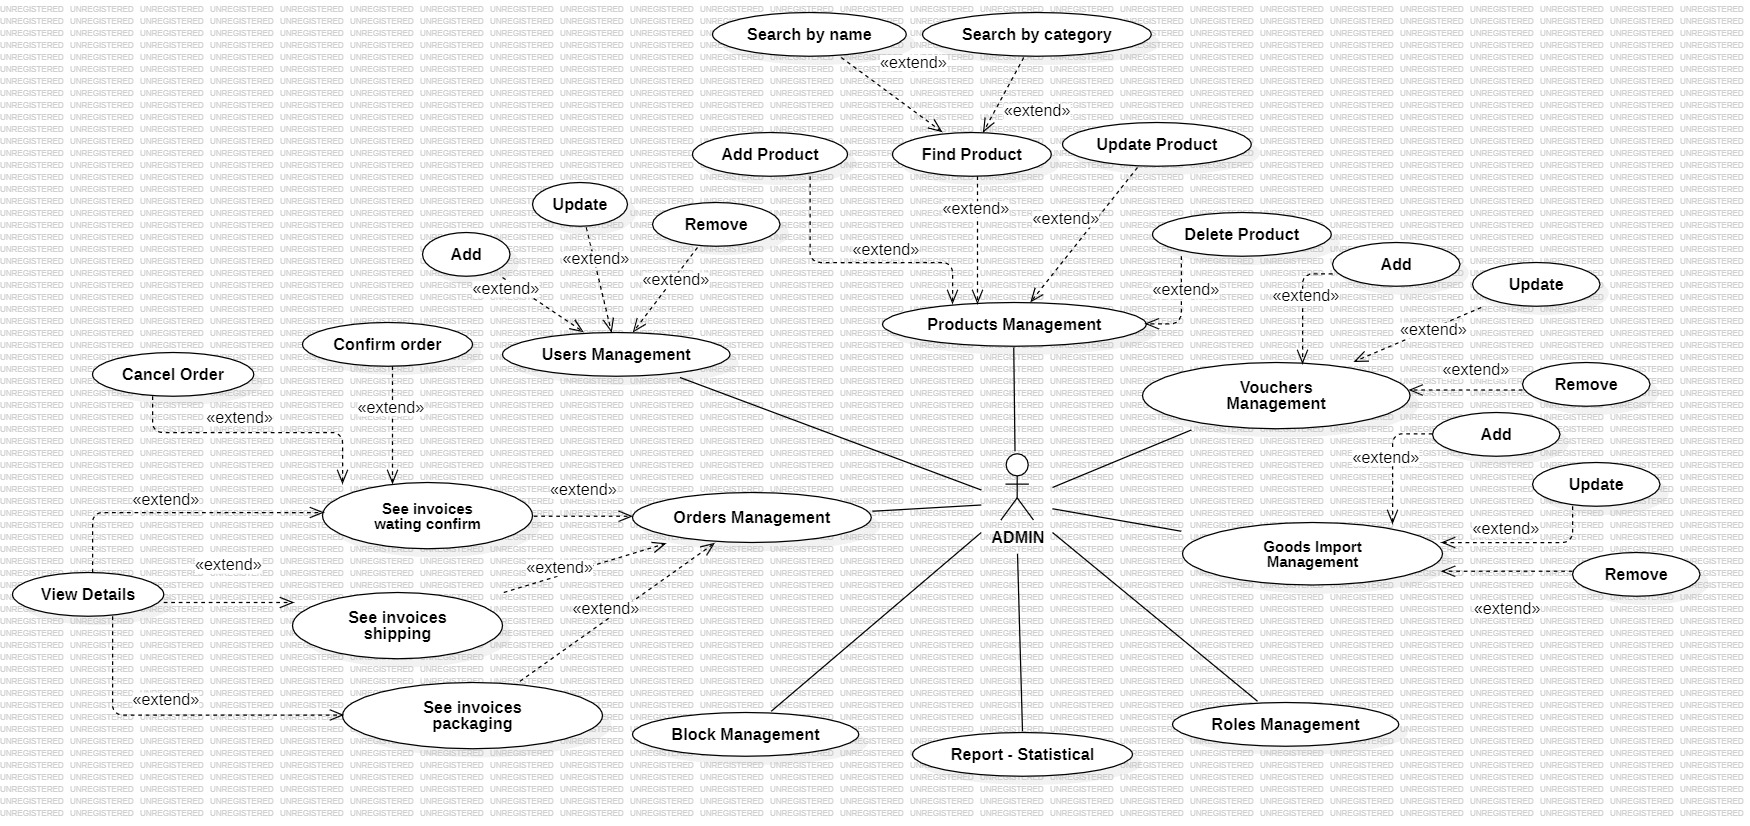 Search by name
Search by category
«extend»
«extend»
Add Product
Find Product
Update Product
Update
Remove
«extend»
«extend»
Delete Product
Add
«extend»
«extend»
«extend»
«extend»
«extend»
«extend»
Add
Update
«extend»
Products Management
«extend»
Confirm order
Users Management
Cancel Order
«extend»
Vouchers
Management
Remove
«extend»
«extend»
Add
«extend»
Update
«extend»
«extend»
See invoices
wating confirm
Orders Management
ADMIN
«extend»
Goods Import
Management
Remove
«extend»
«extend»
View Details
«extend»
«extend»
See invoices
shipping
«extend»
See invoices
packaging
Block Management
Report - Statistical
Roles Management
UNREGISTERED